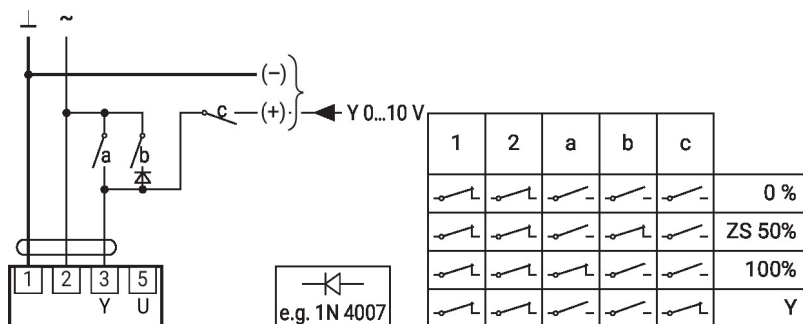 ⊥ ~
(–)
c (+) Y 0...10 V
a b
1 2 3 5
Y U
e.g. 1N 4007
1 2 a b c
0 %
ZS 50%
100%
Y